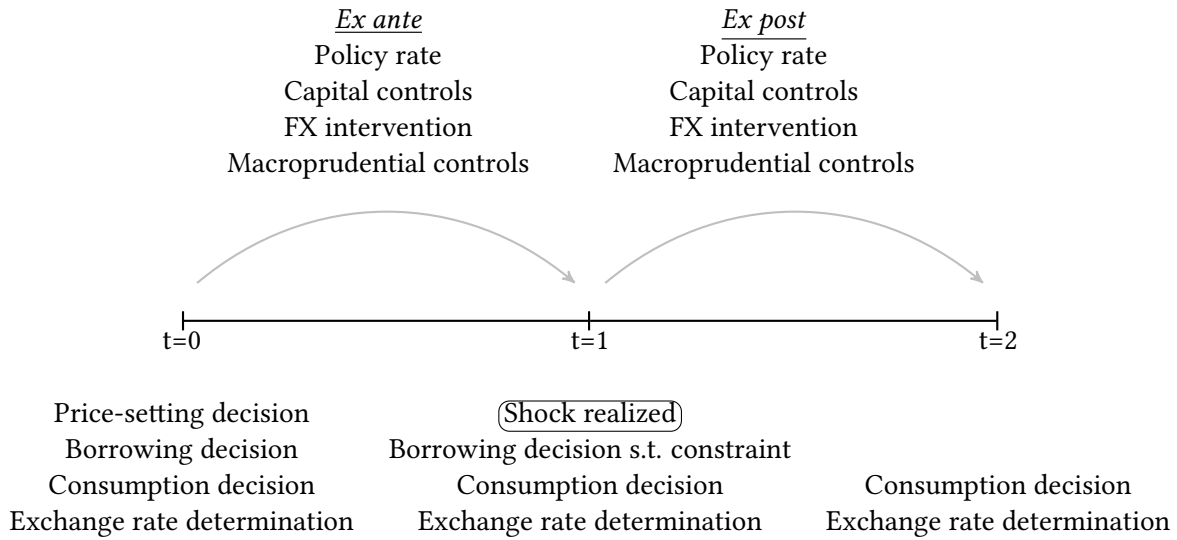 Ex ante
Policy rate
Capital controls
FX intervention
Macroprudential controls
Ex post
Policy rate
Capital controls
FX intervention
Macroprudential controls
t=0
t=1
t=2
Price-setting decision
Borrowing decision
Consumption decision
Exchange rate determination
Shock realized
Borrowing decision s.t. constraint
Consumption decision
Exchange rate determination
Consumption decision
Exchange rate determination